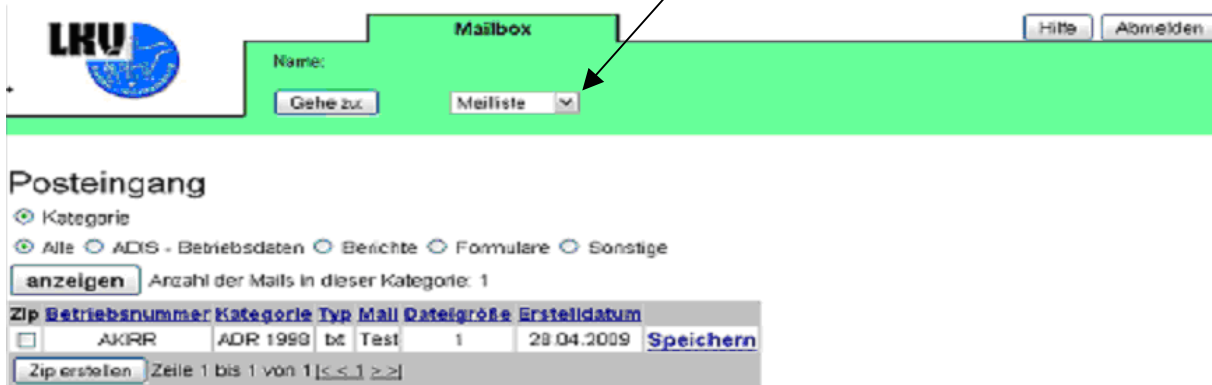 LKV
Mailbox
Hilfe Abmelden
Name:
Gehe zu: Mailliste
Posteingang
Kategorie
Alle ADIS - Betriebsdaten Berichte Formulare Sonstige
anzeigen Anzahl der Mails in dieser Kategorie: 1
Zip Betriebsnummer Kategorie Typ Mail Dateigröße Erstelldatum
AKIRR ADR 1998 txt Test 1 28.04.2009 Speichern
Zip erstellen Zeile 1 bis 1 von 1 |< < 1 > >|